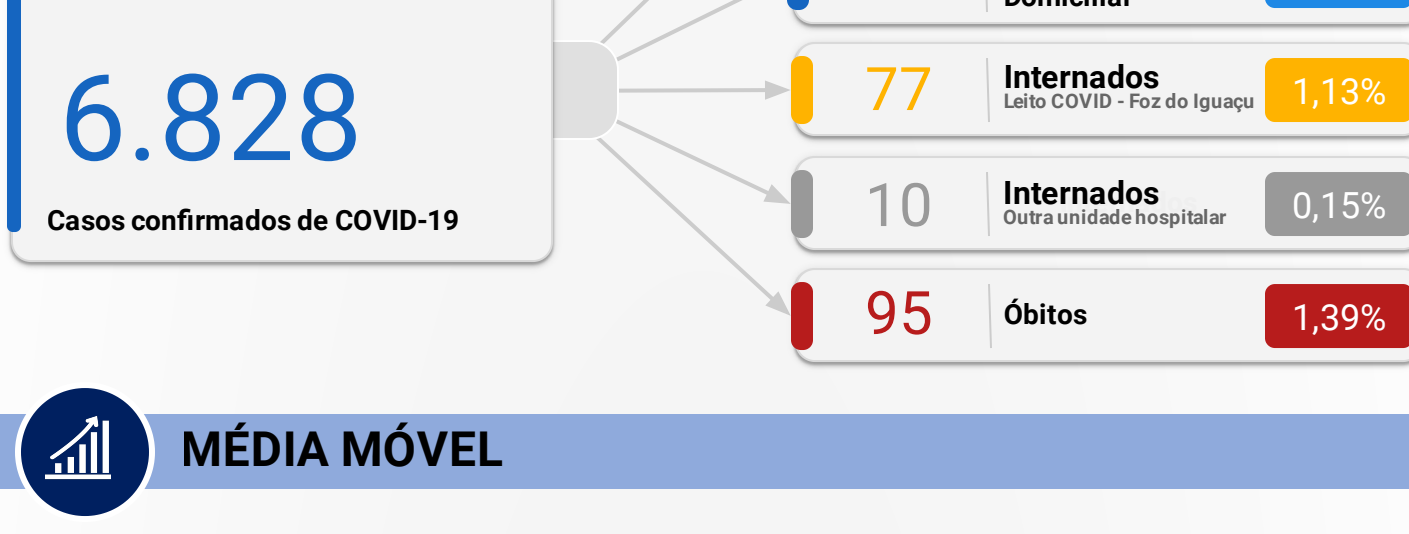 Domiciliar
77
Internados
Leito COVID - Foz do Iguaçu
1,13%
6.828
Casos confirmados de COVID-19
10
Internados
Outra unidade hospitalar
0,15%
95
Óbitos
1,39%
MÉDIA MÓVEL